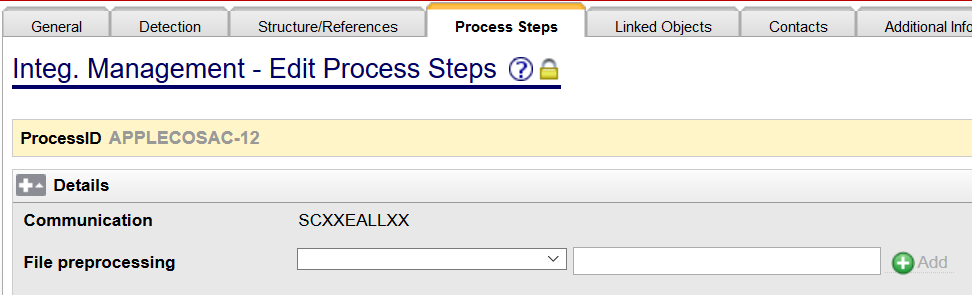 General Detection Structure/References Process Steps Linked Objects Contacts Additional Info
Integ. Management - Edit Process Steps ?
ProcessID APPLECOSAC-12
Details
Communication SCXXEALLXX
File preprocessing Add